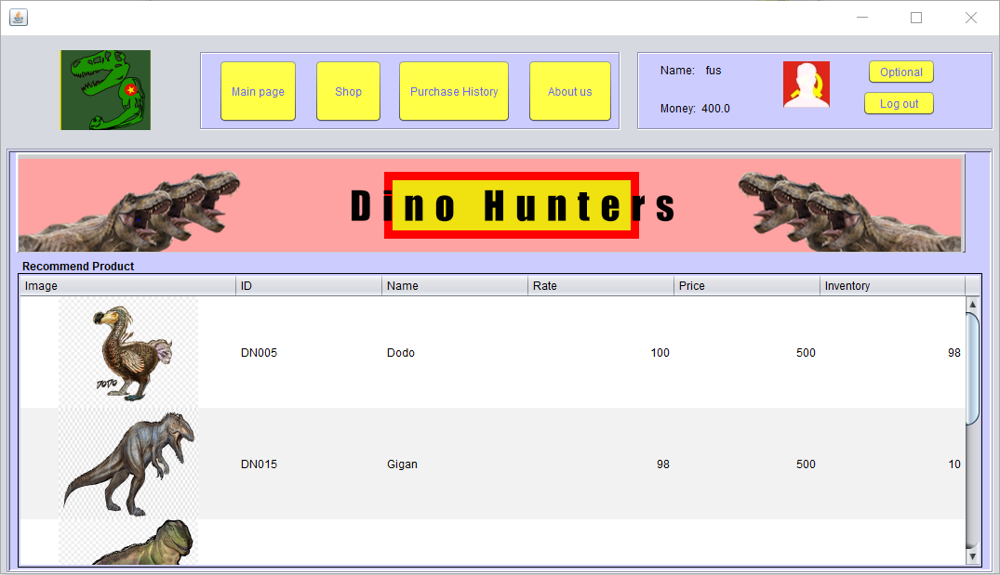 Main page Shop Purchase History About us
Name: fus
Optional
Money: 400.0
Log out
Dino Hunters
Recommend Product
Image ID Name Rate Price Inventory
DN005 Dodo 100 500 98
DODO
DN015 Gigan 98 500 10